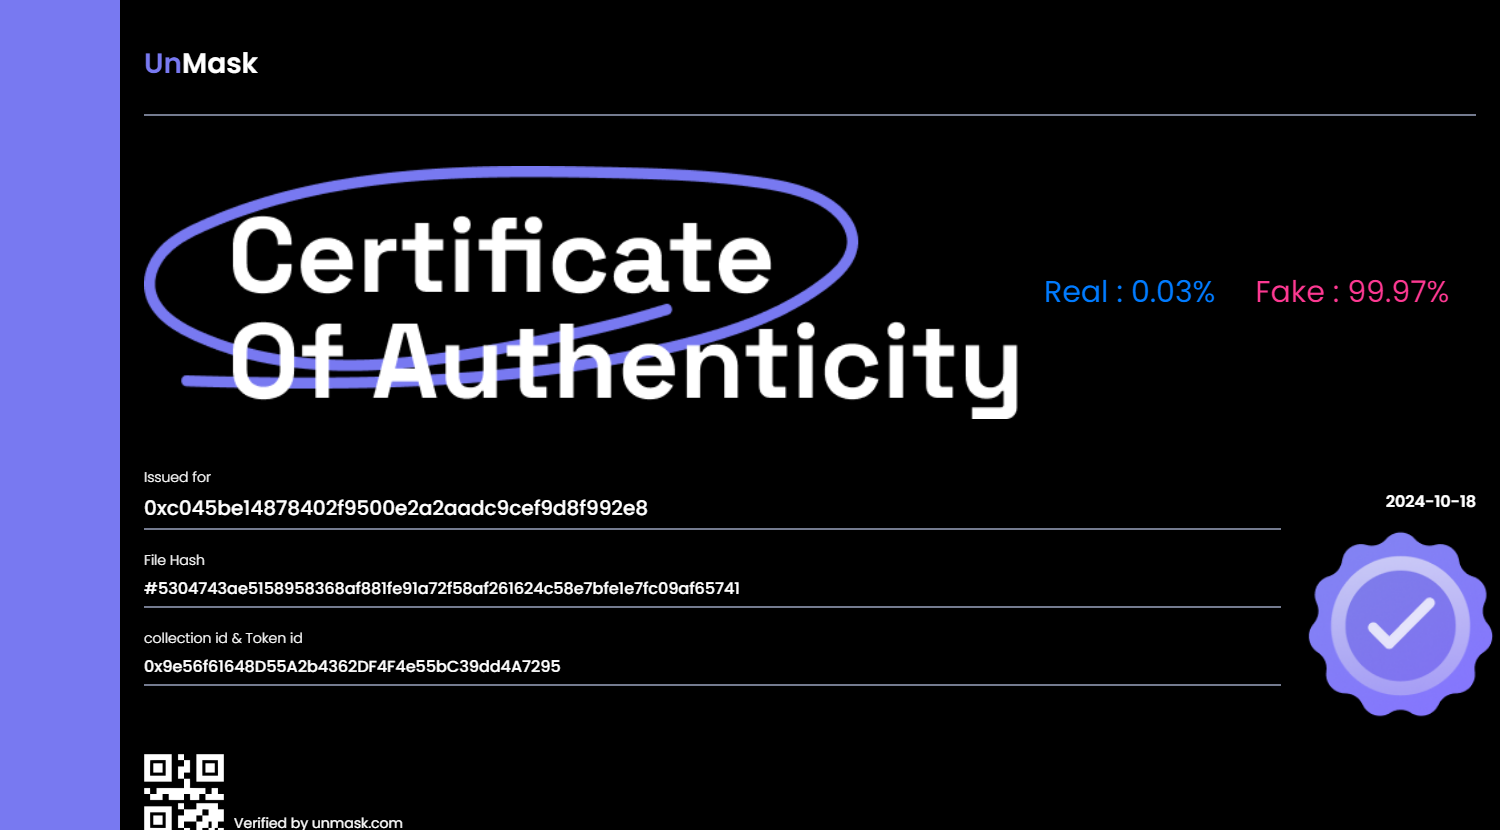 UnMask
Certificate
Of Authenticity
Real : 0.03% Fake : 99.97%
Issued for
0xc045be14878402f9500e2a2aadc9cef9d8f992e8
2024-10-18
File Hash
#5304743ae5158958368af881fe91a72f58af261624c58e7bfe1e7fc09af65741
collection id & Token id
0x9e56f61648D55A2b4362DF4F4e55bC39dd4A7295
Verified by unmask.com